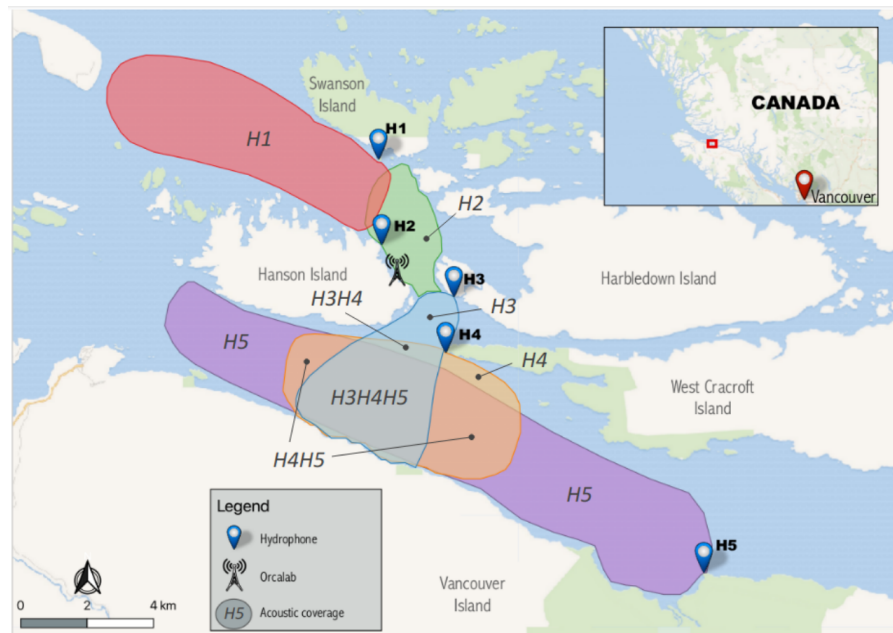 Swanson
Island
H1
CANADA
Vancouver
H1
H2
H2
Hanson Island
H3
Harbledown Island
H3H4
H3
H5
H4
H4
H3H4H5
West Cracroft
Island
H4H5
H5
Legend
Hydrophone
Orcalab
H5 Acoustic coverage
H5
Vancouver
Island
0 2 4 km